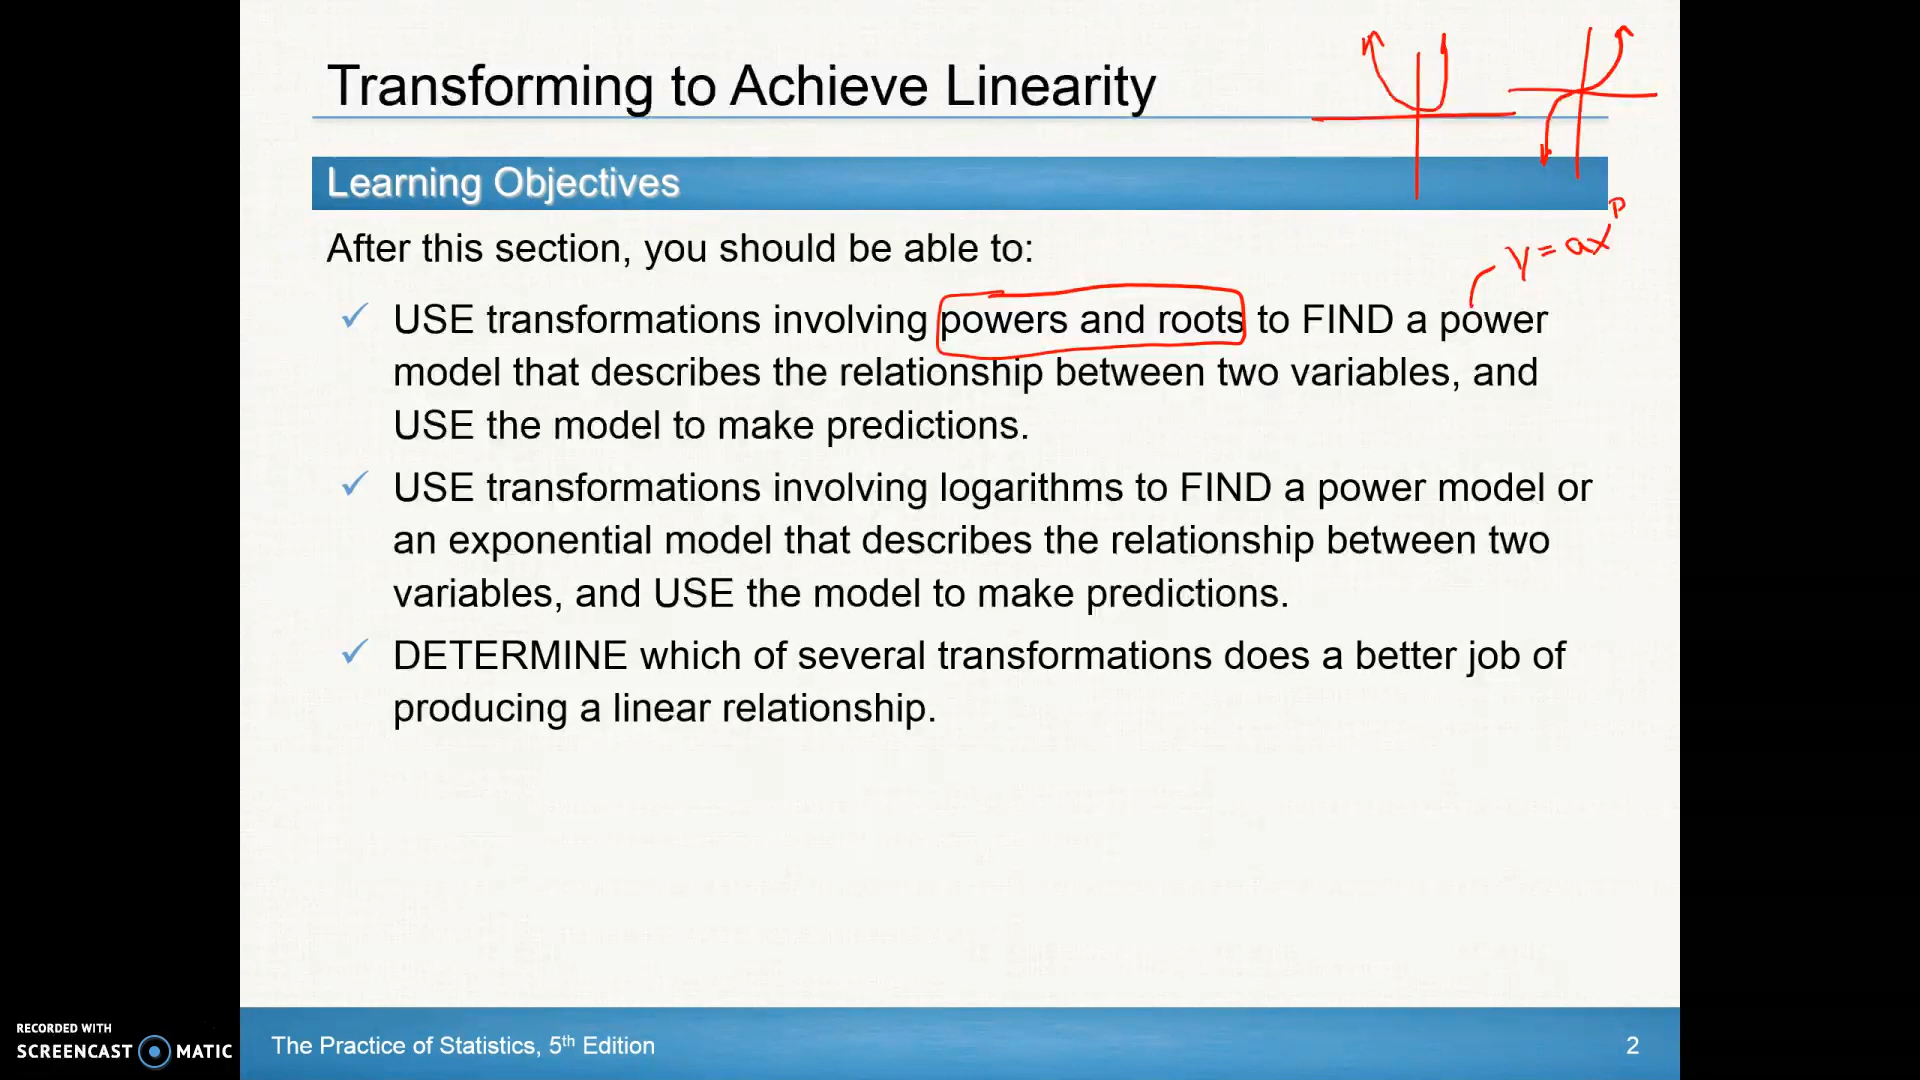 Transforming to Achieve Linearity
Learning Objectives
After this section, you should be able to:
y = ax^p
✓ USE transformations involving powers and roots to FIND a power
model that describes the relationship between two variables, and
USE the model to make predictions.
✓ USE transformations involving logarithms to FIND a power model or
an exponential model that describes the relationship between two
variables, and USE the model to make predictions.
✓ DETERMINE which of several transformations does a better job of
producing a linear relationship.
RECORDED WITH
SCREENCAST MATIC
The Practice of Statistics, 5th Edition
2